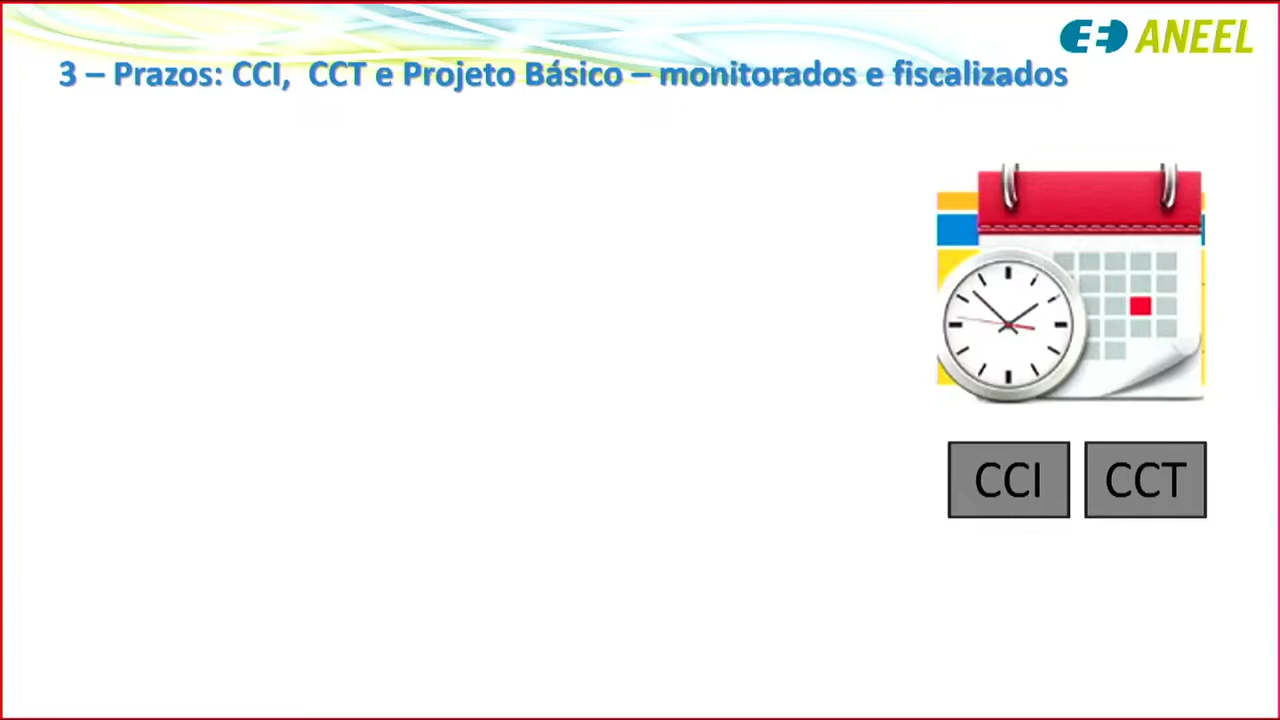 ANEEL
3 – Prazos: CCI, CCT e Projeto Básico – monitorados e fiscalizados
CCI
CCT